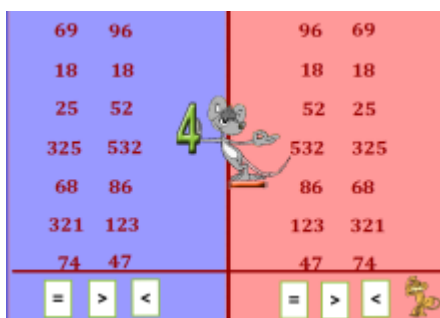 69 96 96 69
18 18 18 18
25 52 52 25
4
325 532 532 325
68 86 86 68
321 123 123 321
74 47 47 74
= > < = > <